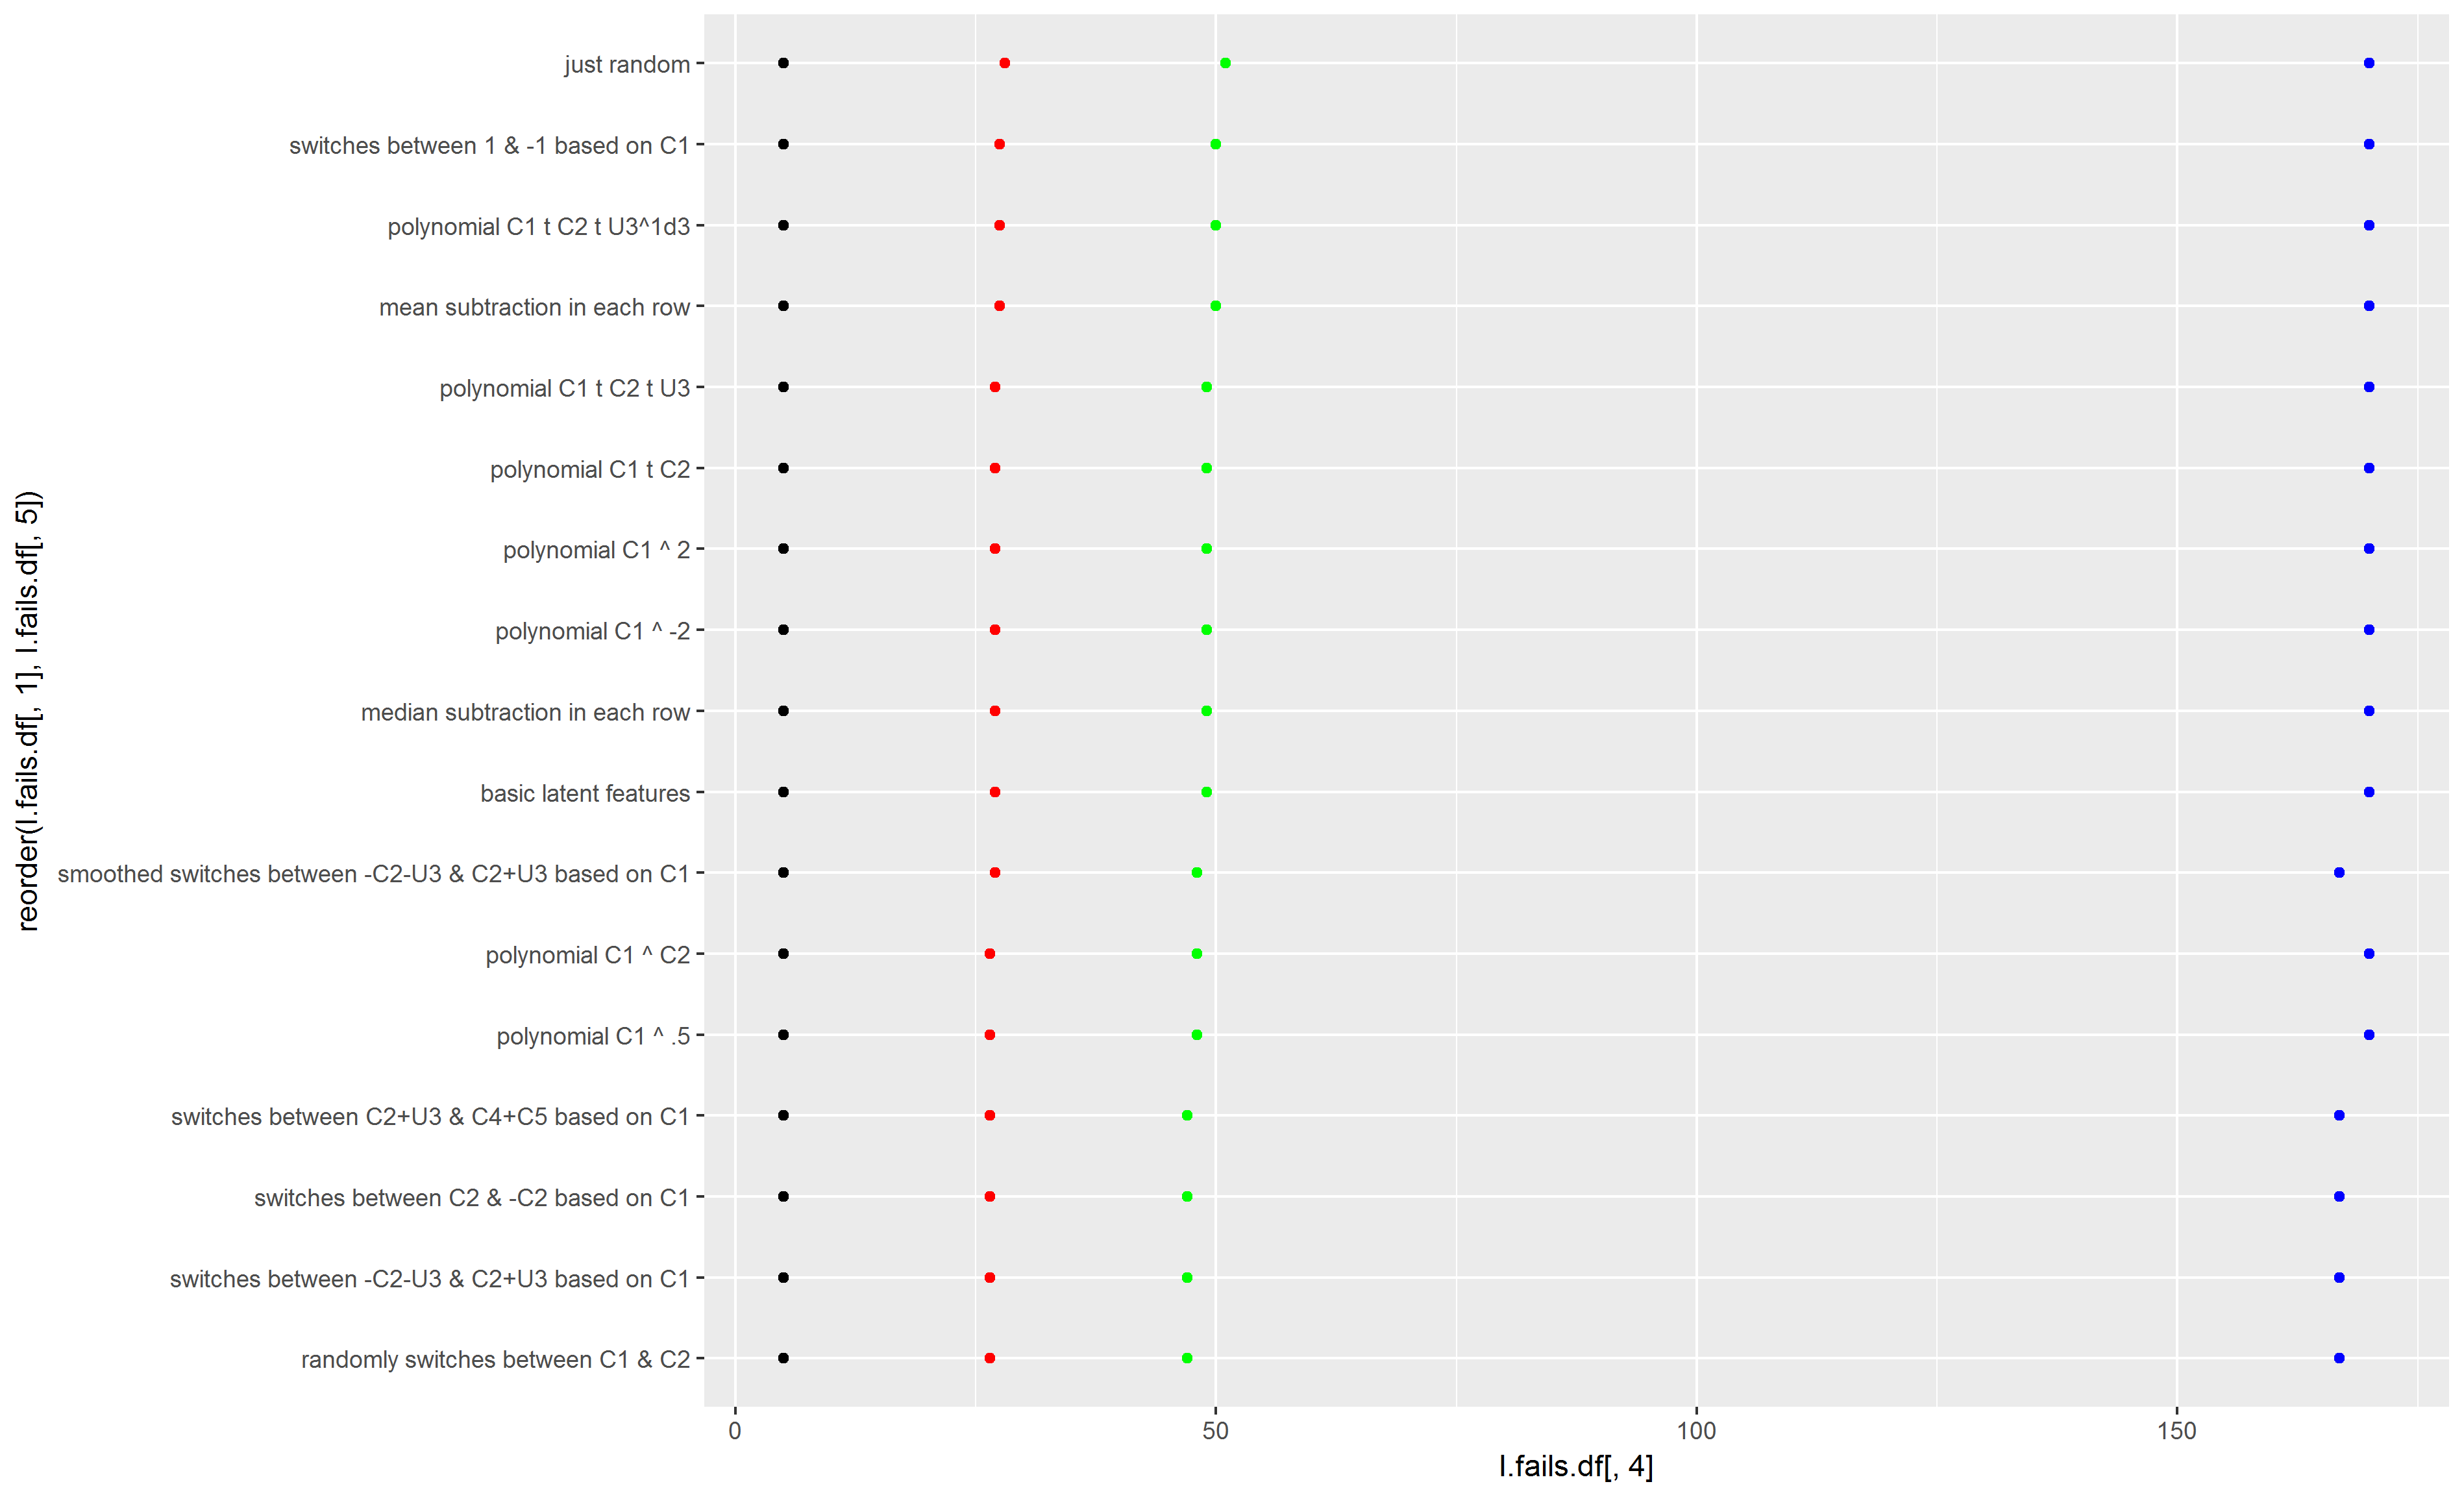 just random
switches between 1 & -1 based on C1
polynomial C1 t C2 t U3^1d3
mean subtraction in each row
polynomial C1 t C2 t U3
polynomial C1 t C2
polynomial C1 ^ 2
polynomial C1 ^ -2
median subtraction in each row
basic latent features
smoothed switches between -C2-U3 & C2+U3 based on C1
polynomial C1 ^ C2
polynomial C1 ^ .5
switches between C2+U3 & C4+C5 based on C1
switches between C2 & -C2 based on C1
switches between -C2-U3 & C2+U3 based on C1
randomly switches between C1 & C2
reorder(I.fails.df[, 1], I.fails.df[, 5])
0 50 100 150
I.fails.df[, 4]